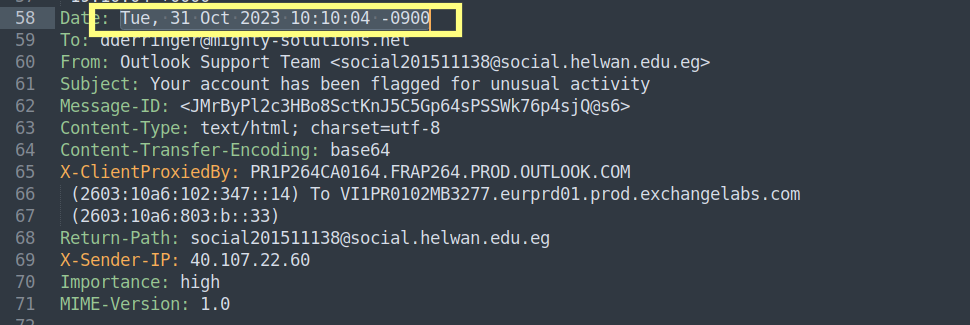 58 Date: Tue, 31 Oct 2023 10:10:04 -0900
59 To: dderringer@mighty-solutions.net
60 From: Outlook Support Team <social201511138@social.helwan.edu.eg>
61 Subject: Your account has been flagged for unusual activity
62 Message-ID: <JMrByPl2c3HBo8SctKnJ5C5Gp64sPSSWk76p4sjQ@s6>
63 Content-Type: text/html; charset=utf-8
64 Content-Transfer-Encoding: base64
65 X-ClientProxiedBy: PR1P264CA0164.FRAP264.PROD.OUTLOOK.COM
66 (2603:10a6:102:347::14) To VI1PR0102MB3277.eurprd01.prod.exchangelabs.com
67 (2603:10a6:803:b::33)
68 Return-Path: social201511138@social.helwan.edu.eg
69 X-Sender-IP: 40.107.22.60
70 Importance: high
71 MIME-Version: 1.0